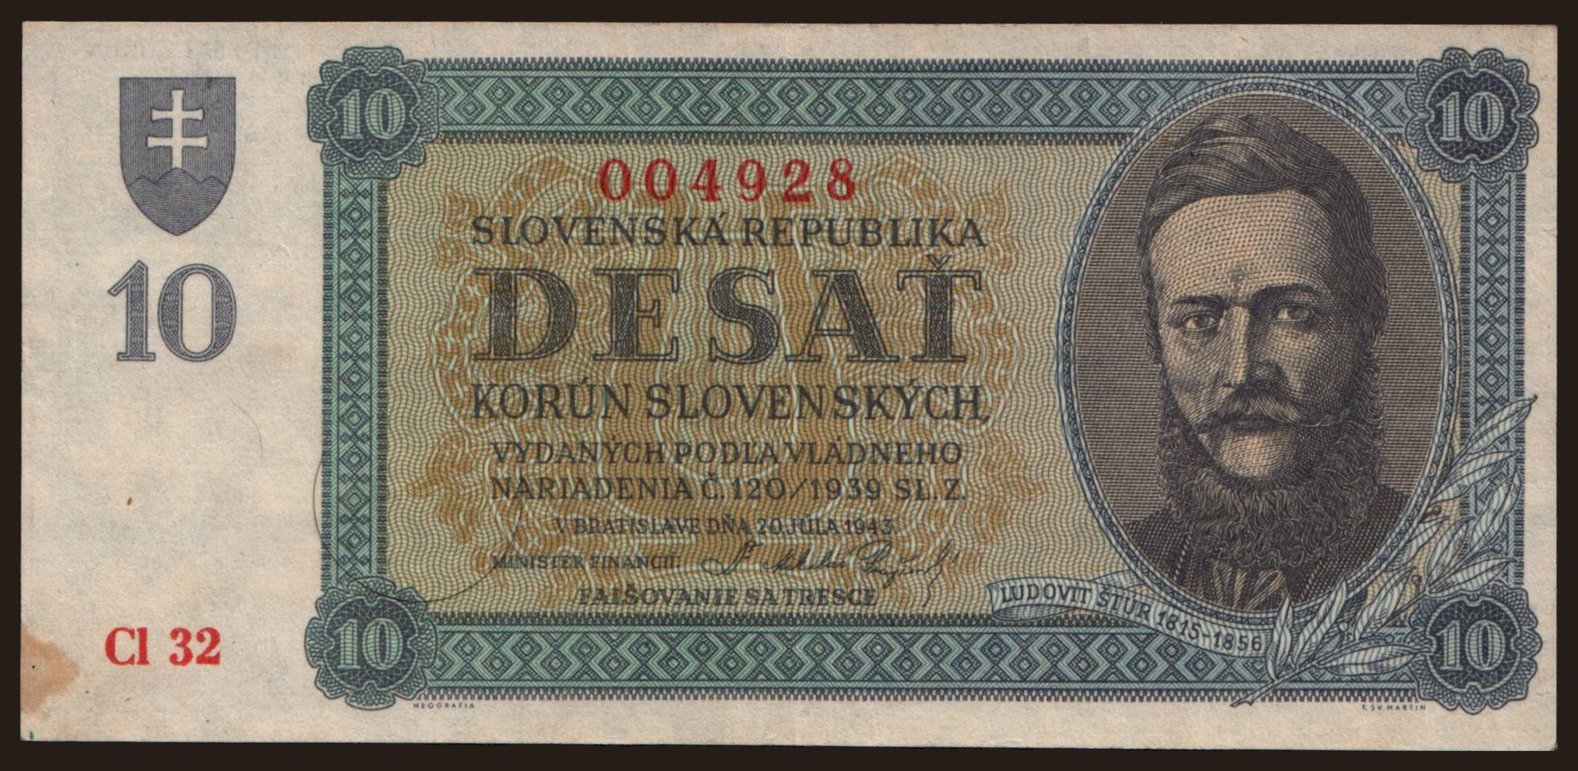 10
10
004928
SLOVENSKÁ REPUBLIKA
10
DESAŤ
KORÚN SLOVENSKÝCH,
VYDANÝCH PODĽA VLÁDNEHO
NARIADENIA Č. 120/1939 SL. Z.
V BRATISLAVE DŇA 20. JÚLA 1943.
MINISTER FINANCIÍ:
FALŠOVANIE SA TRESCE
ĽUDOVÍT ŠTÚR 1815-1856
Cl 32
10
10
NEOGRAFIA
T. SV. MARTIN